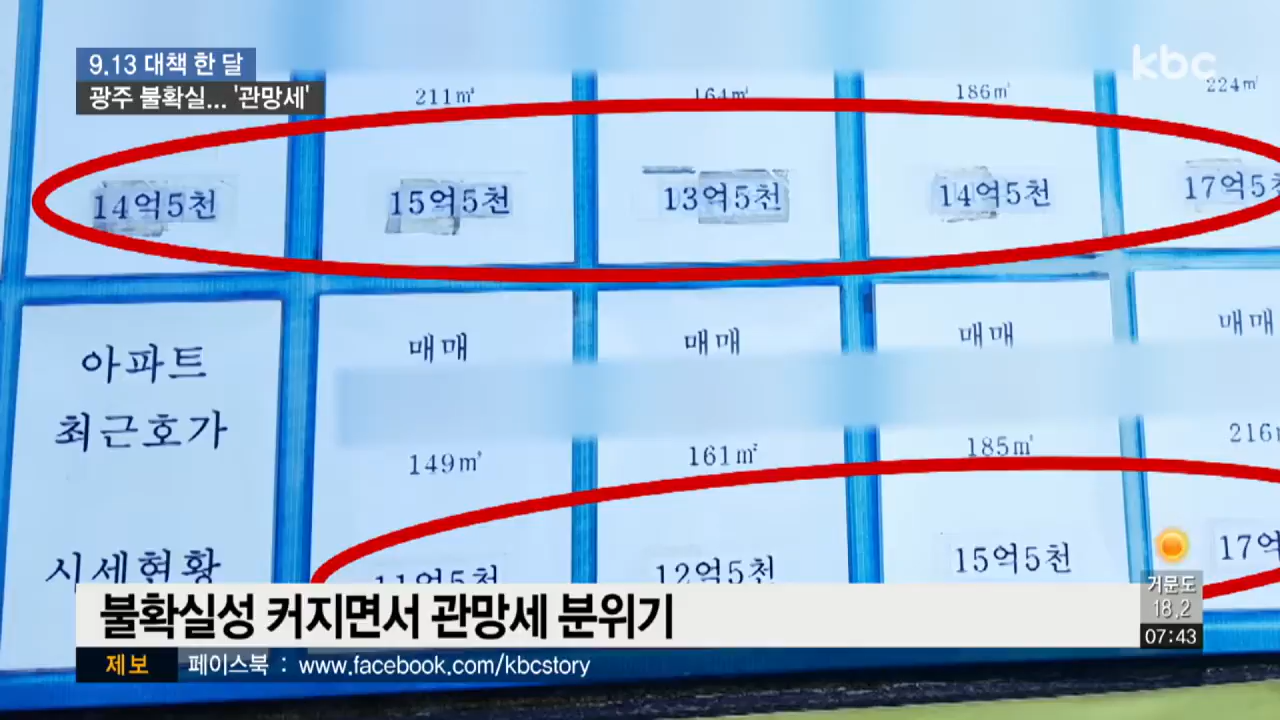 9.13 대책 한 달
광주 불확실... '관망세'
kbc
211㎡ 164㎡ 186㎡ 224㎡
14억5천 15억5천 13억5천 14억5천 17억5천
아파트
최근호가
시세현황
매매 매매 매매 매매
149㎡ 161㎡ 185㎡ 216㎡
11억5천 12억5천 15억5천 17억
거문도
18.2
07:43
불확실성 커지면서 관망세 분위기
제보 페이스북 : www.facebook.com/kbcstory